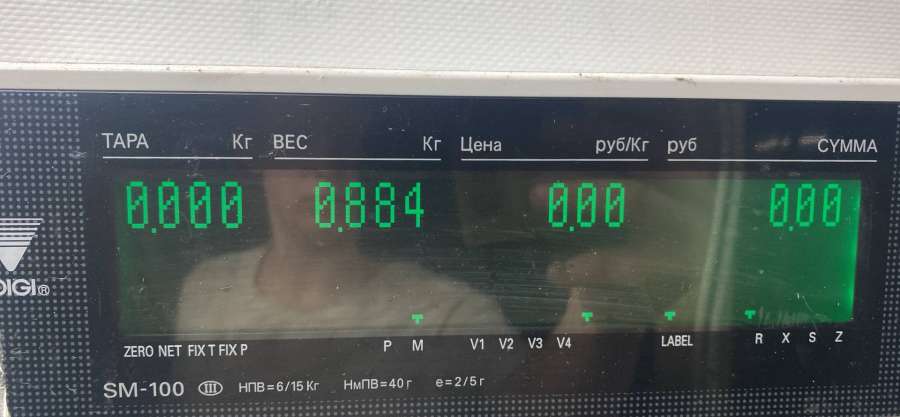 ТАРА Кг ВЕС Кг Цена руб/Кг руб СУММА
0.000 0.884 0.00 0.00
DIGI®
ZERO NET FIX T FIX P P M V1 V2 V3 V4 LABEL R X S Z
SM-100 III НПВ=6/15 Кг НмПВ=40 г e=2/5 г